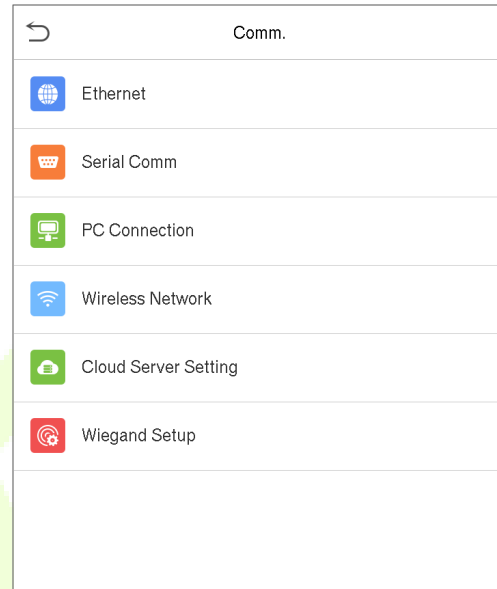 Comm.
Ethernet
Serial Comm
PC Connection
Wireless Network
Cloud Server Setting
Wiegand Setup